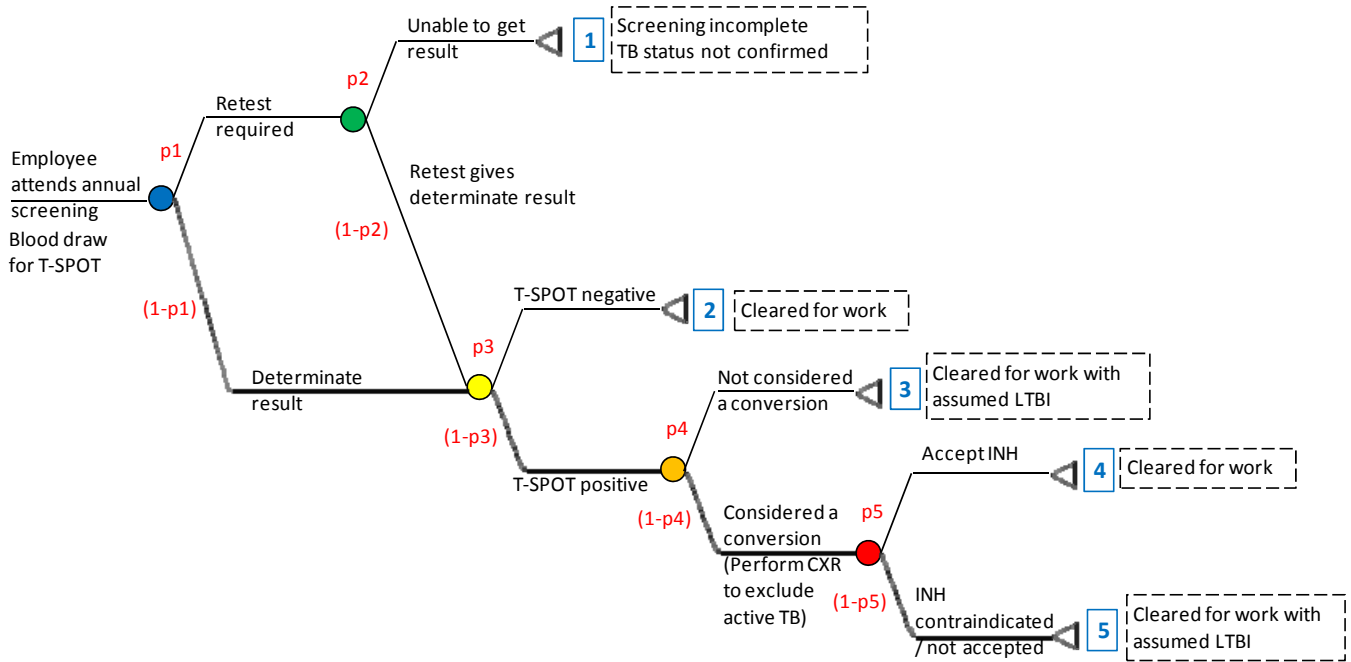 Unable to get
result
1
Screening incomplete
TB status not confirmed
p2
Retest
required
p1
Employee
attends annual
screening
Blood draw
for T-SPOT
Retest gives
determinate result
(1-p2)
(1-p1)
T-SPOT negative
2
Cleared for work
p3
Determinate
result
Not considered
a conversion
3
Cleared for work with
assumed LTBI
(1-p3)
p4
T-SPOT positive
Accept INH
4
Cleared for work
(1-p4)
Considered a
conversion
(Perform CXR
to exclude
active TB)
p5
(1-p5)
INH
contraindicated
/ not accepted
5
Cleared for work with
assumed LTBI